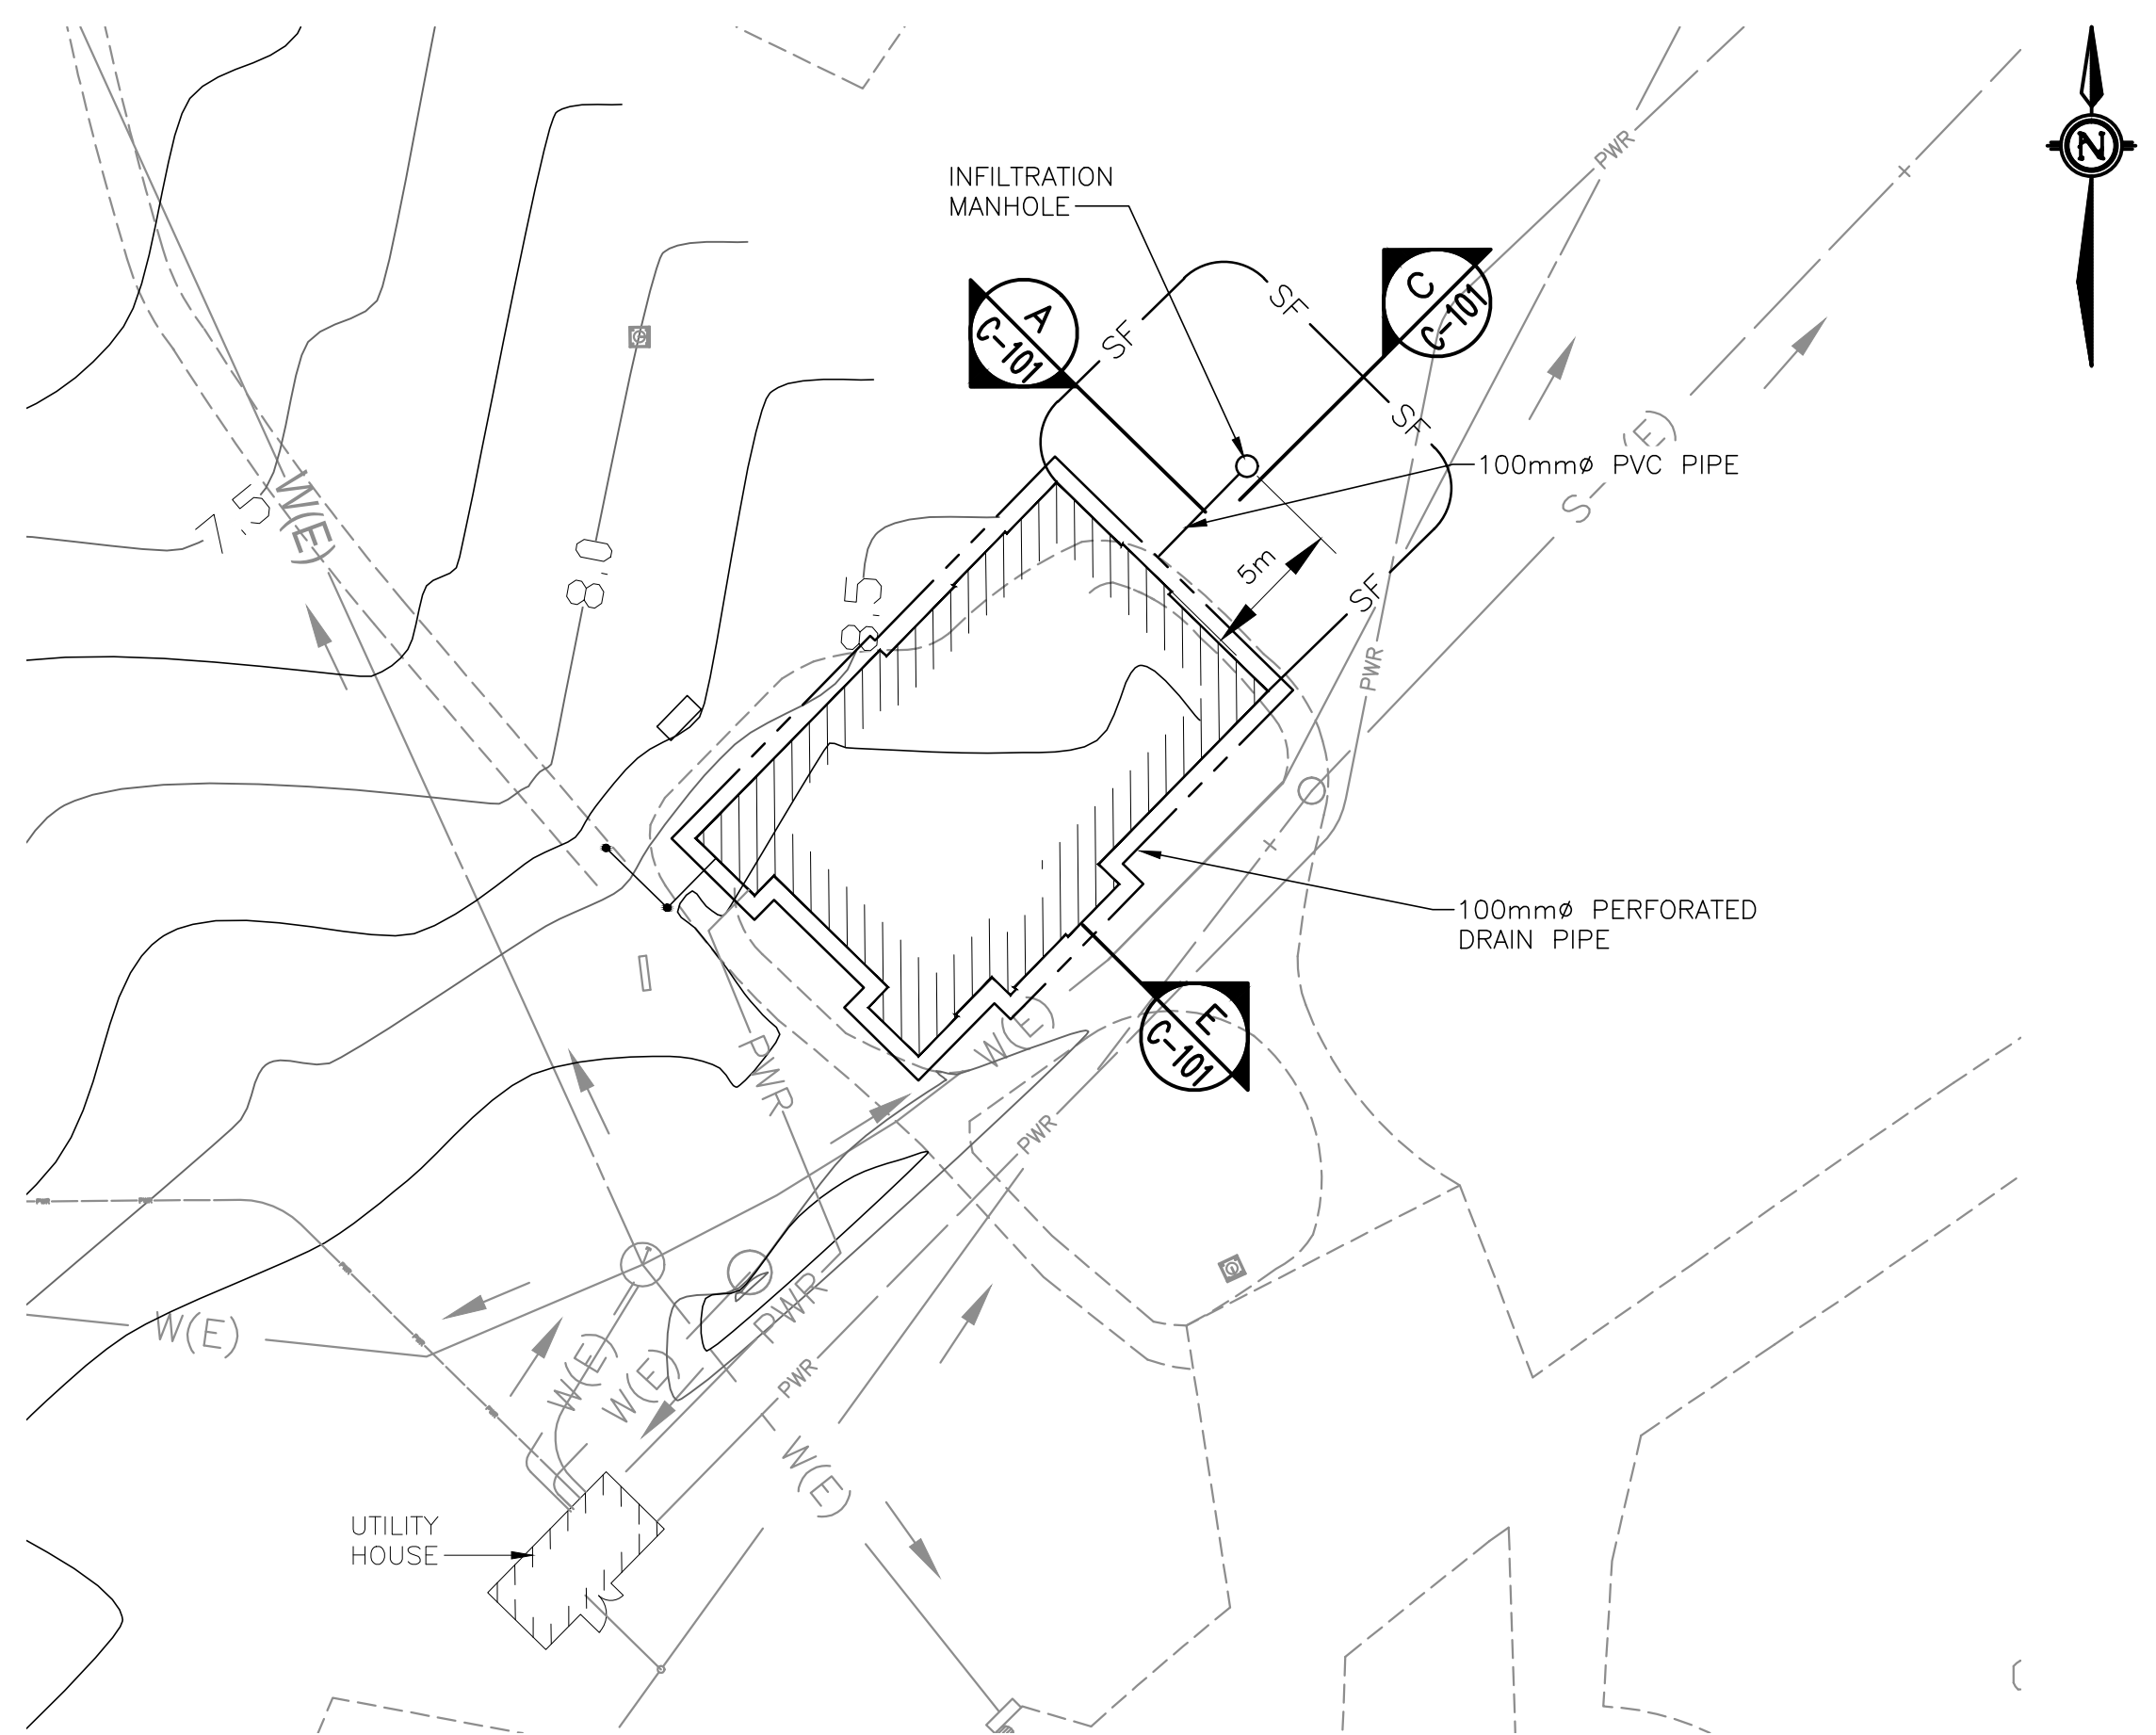 PWR
N
INFILTRATION
MANHOLE
A
C-101
SF
SF
C
C-101
SF
(E)
S
100mmø PVC PIPE
7.5
W(E)
8.0
8.5
5m
SF
PWR
100mmø PERFORATED
DRAIN PIPE
W(E)
E
C-101
PWR
PWR
W(E)
PWR
W(E)
W(E)
PWR
W(E)
UTILITY
HOUSE